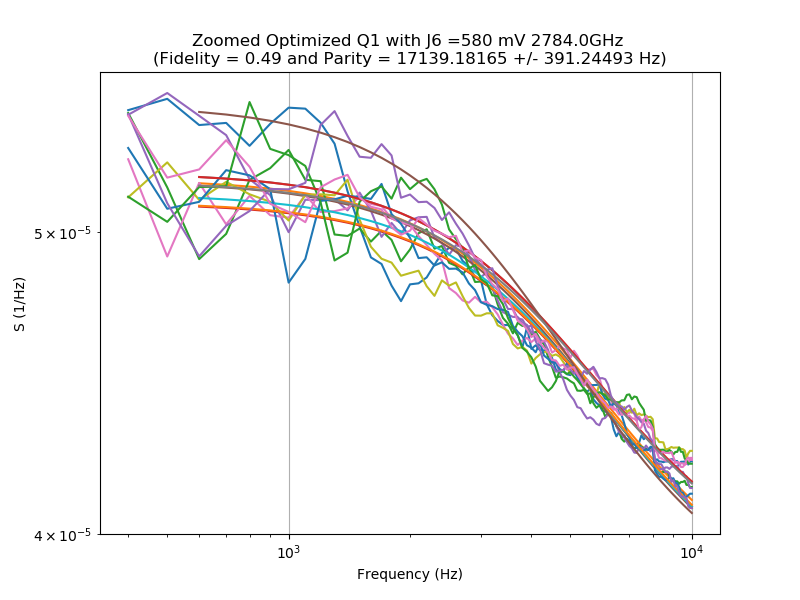 Zoomed Optimized Q1 with J6 =580 mV 2784.0GHz
(Fidelity = 0.49 and Parity = 17139.18165 +/- 391.24493 Hz)
S (1/Hz)
5 × 10⁻⁵
4 × 10⁻⁵
10³ 10⁴
Frequency (Hz)